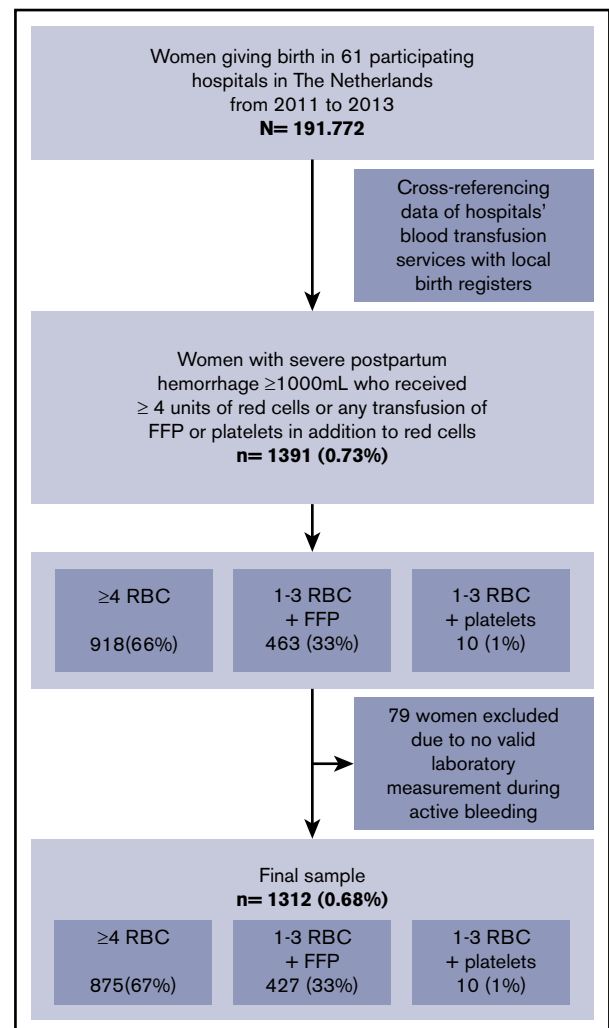 Women giving birth in 61 participating
hospitals in The Netherlands
from 2011 to 2013
N= 191.772
Cross-referencing
data of hospitals'
blood transfusion
services with local
birth registers
Women with severe postpartum
hemorrhage ≥1000mL who received
≥ 4 units of red cells or any transfusion of
FFP or platelets in addition to red cells
n= 1391 (0.73%)
≥4 RBC
918(66%)
1-3 RBC
+ FFP
463 (33%)
1-3 RBC
+ platelets
10 (1%)
79 women excluded
due to no valid
laboratory
measurement during
active bleeding
Final sample
n= 1312 (0.68%)
≥4 RBC
875(67%)
1-3 RBC
+ FFP
427 (33%)
1-3 RBC
+ platelets
10 (1%)